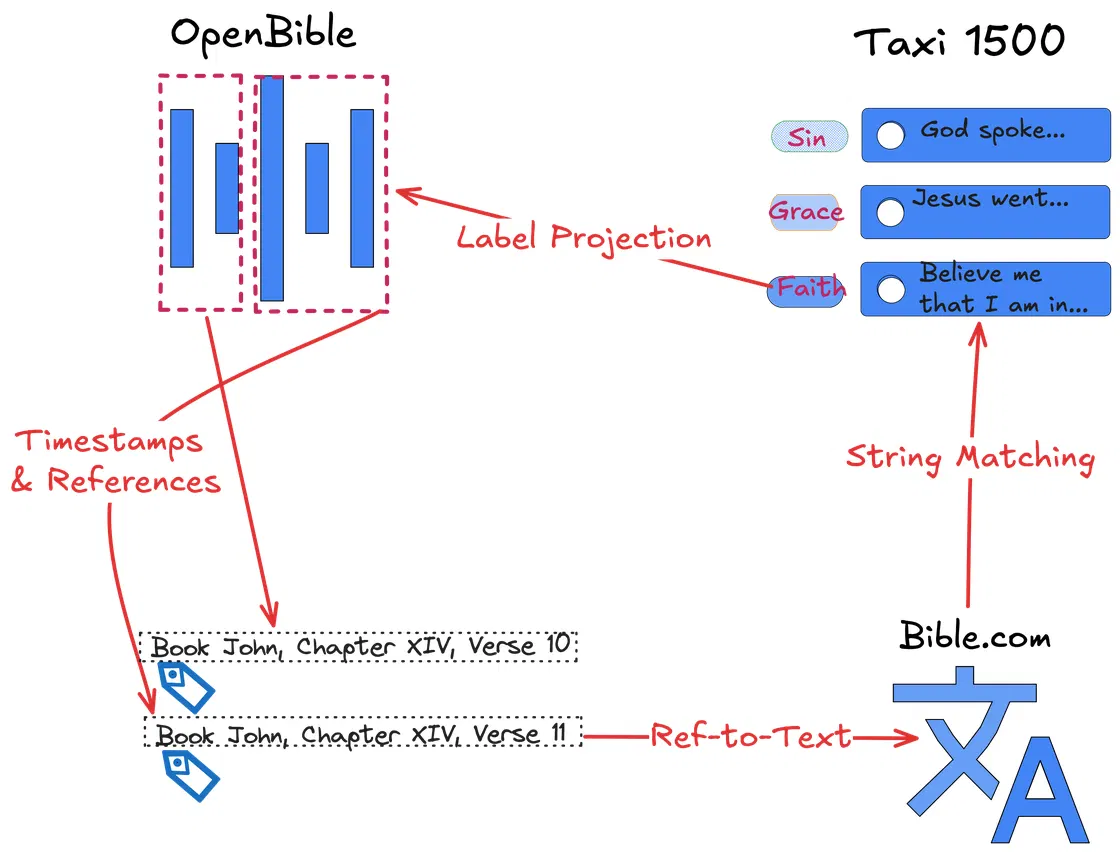 OpenBible
Taxi 1500
Sin
God spoke...
Grace
Jesus went...
Label Projection
Faith
Believe me
that I am in...
Timestamps
& References
String Matching
Book John, Chapter XIV, Verse 10
Bible.com
Book John, Chapter XIV, Verse 11
Ref-to-Text
文
A